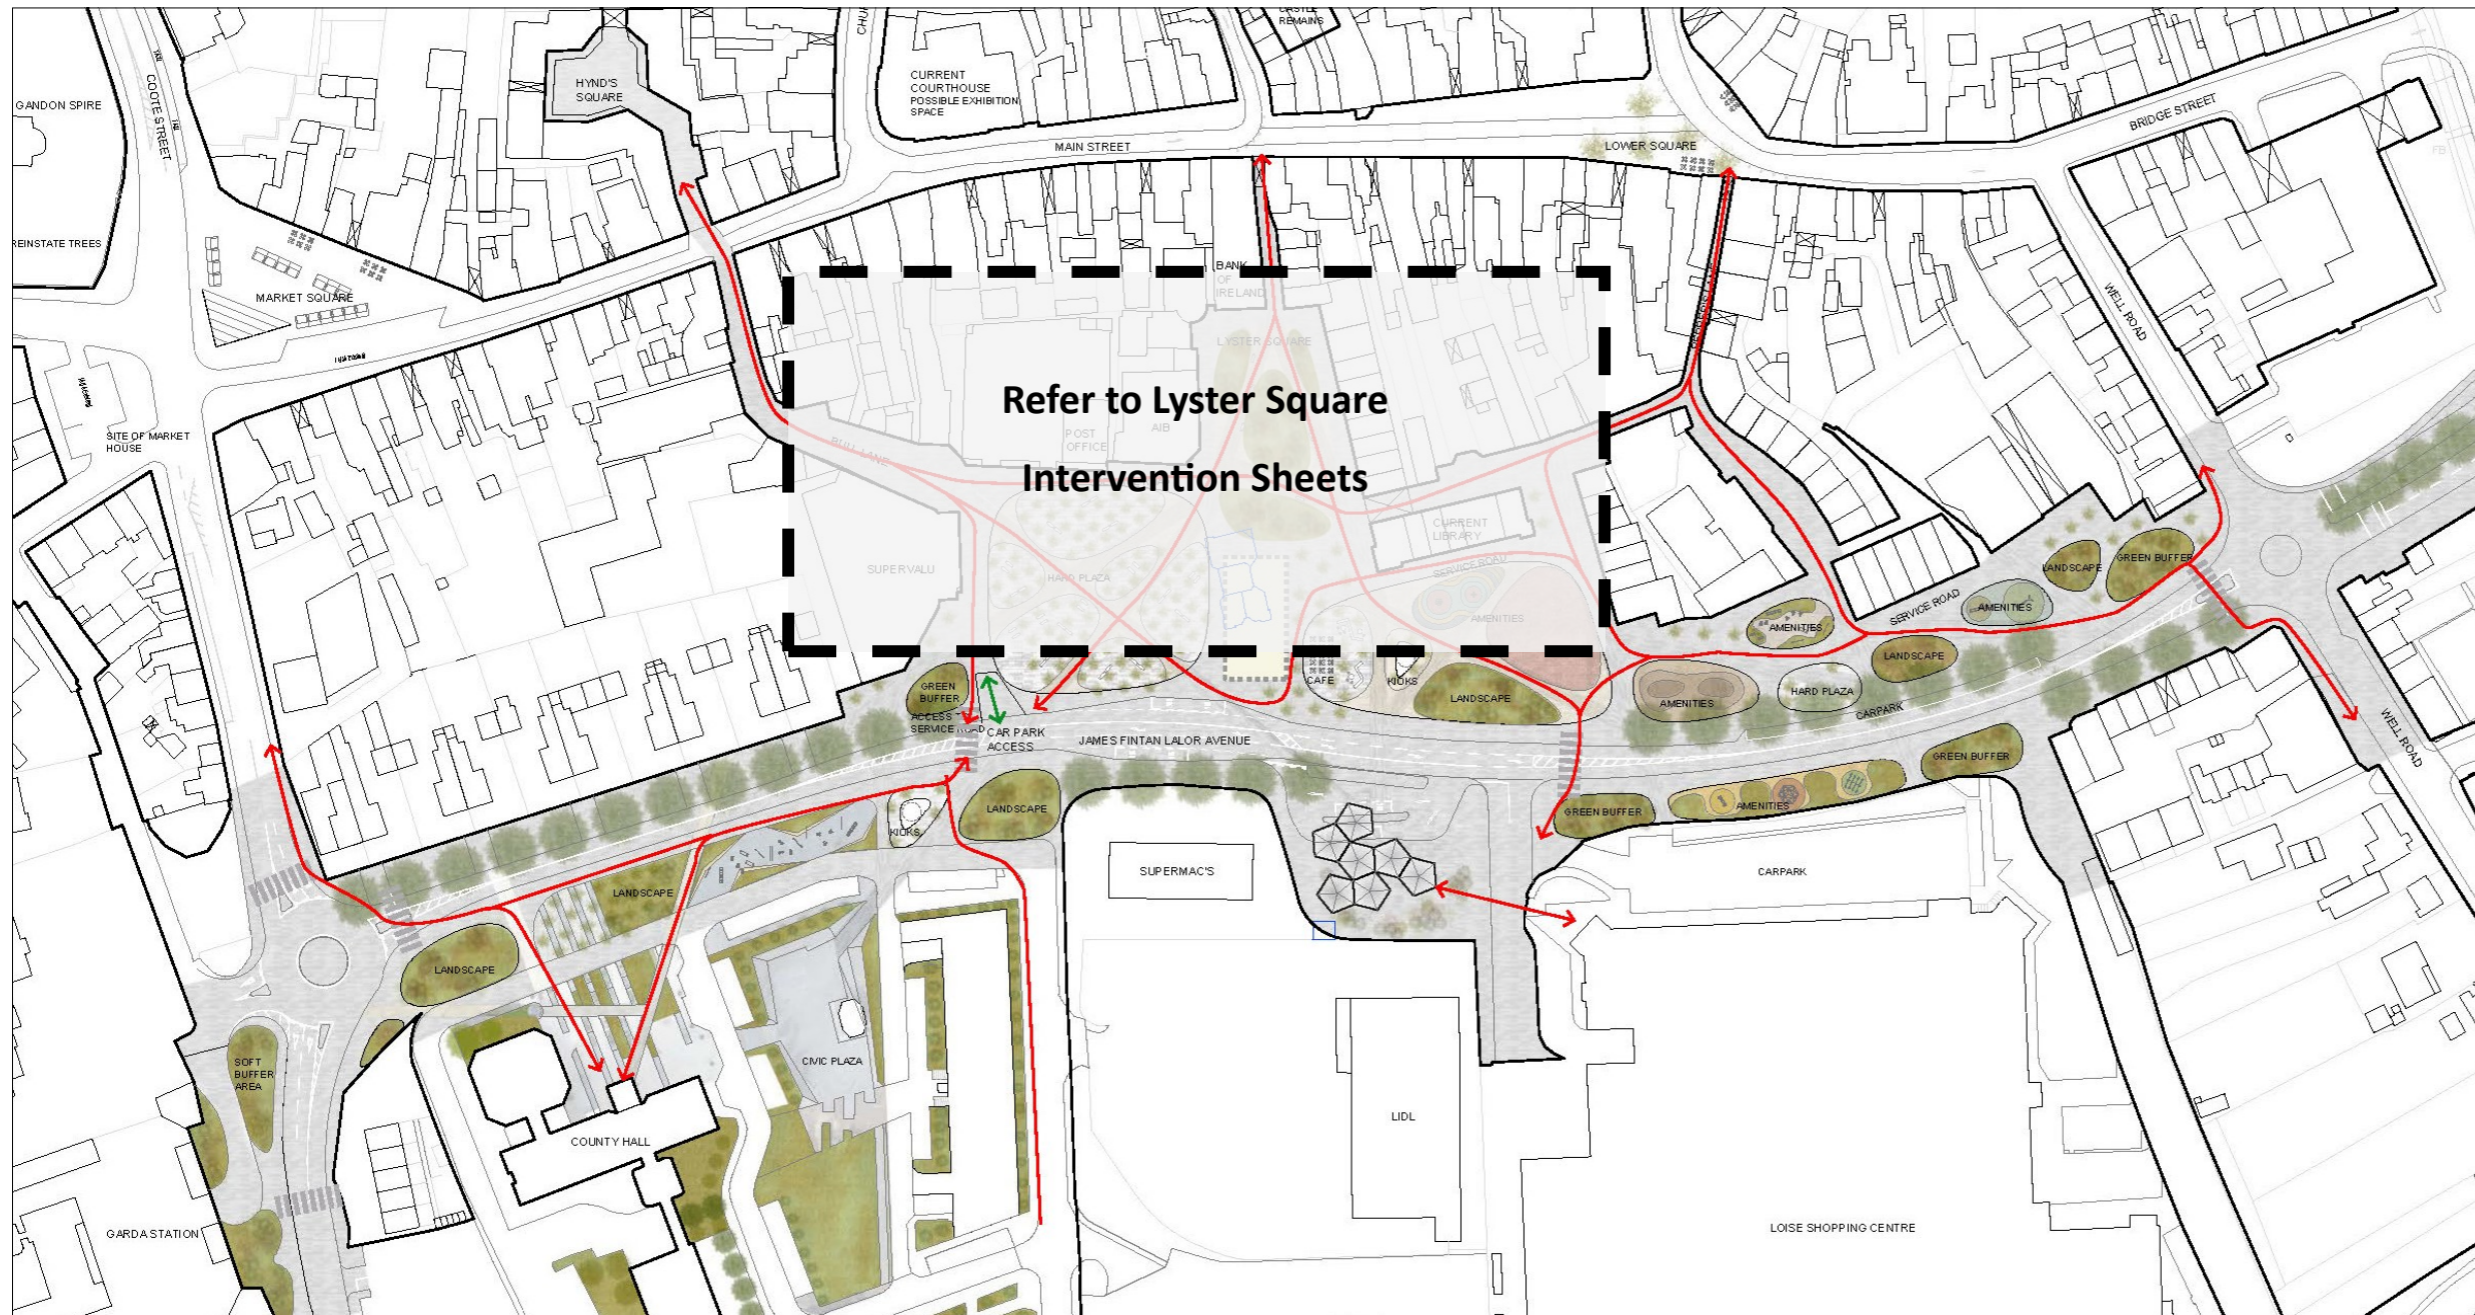 CASTLE
REMAINS
HYND'S
SQUARE
CURRENT
COURTHOUSE
POSSIBLE EXHIBITION
SPACE
GANDON SPIRE
COOTE STREET
BRIDGE STREET
MAIN STREET
LOWER SQUARE
FB
REINSTATE TREES
MARKET SQUARE
BANK
OF
IRELAND
WELL ROAD
LYSTER SQUARE
Refer to Lyster Square
Intervention Sheets
SITE OF MARKET
HOUSE
BULL LANE
POST
OFFICE
AIB
CURRENT
LIBRARY
SUPERVALU
HARD PLAZA
SERVICE ROAD
AMENITIES
GREEN BUFFER
LANDSCAPE
AMENITIES
SERVICE ROAD
AMENITIES
LANDSCAPE
GREEN
BUFFER
CAFE
KIOKS
LANDSCAPE
AMENITIES
HARD PLAZA
CARPARK
ACCESS
SERVICE ROAD
CAR PARK
ACCESS
JAMES FINTAN LALOR AVENUE
WELL ROAD
GREEN BUFFER
LANDSCAPE
KIOKS
GREEN BUFFER
AMENITIES
SUPERMAC'S
CARPARK
LANDSCAPE
LANDSCAPE
SOFT
BUFFER
AREA
CIVIC PLAZA
LIDL
COUNTY HALL
GARDA STATION
LOISE SHOPPING CENTRE